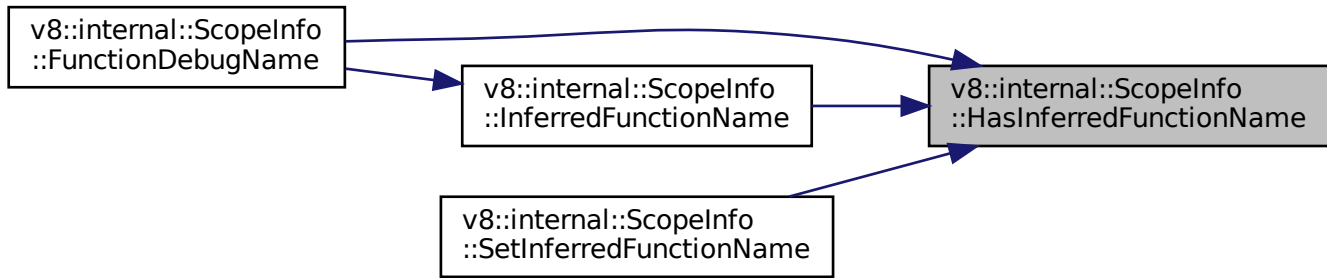 v8::internal::ScopeInfo
::FunctionDebugName
v8::internal::ScopeInfo
::InferredFunctionName
v8::internal::ScopeInfo
::HasInferredFunctionName
v8::internal::ScopeInfo
::SetInferredFunctionName